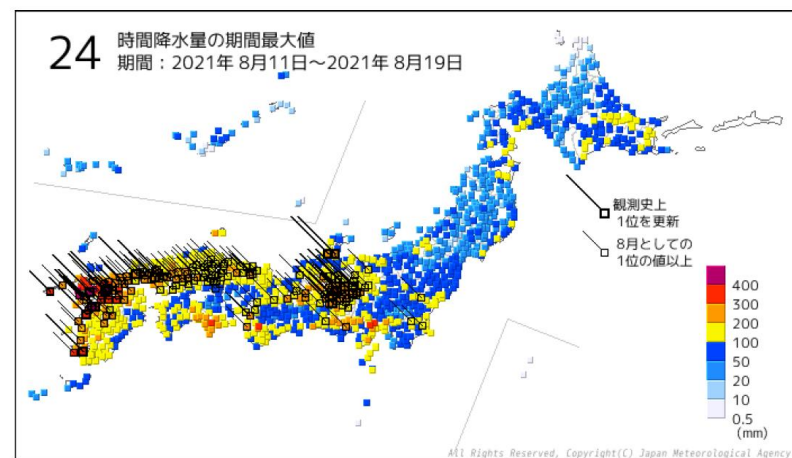 24 時間降水量の期間最大値
期間：2021年 8月11日～2021年 8月19日
観測史上
1位を更新
8月としての
1位の値以上
400
300
200
100
50
20
10
0.5
(mm)
All Rights Reserved, Copyright(C) Japan Meteorological Agency